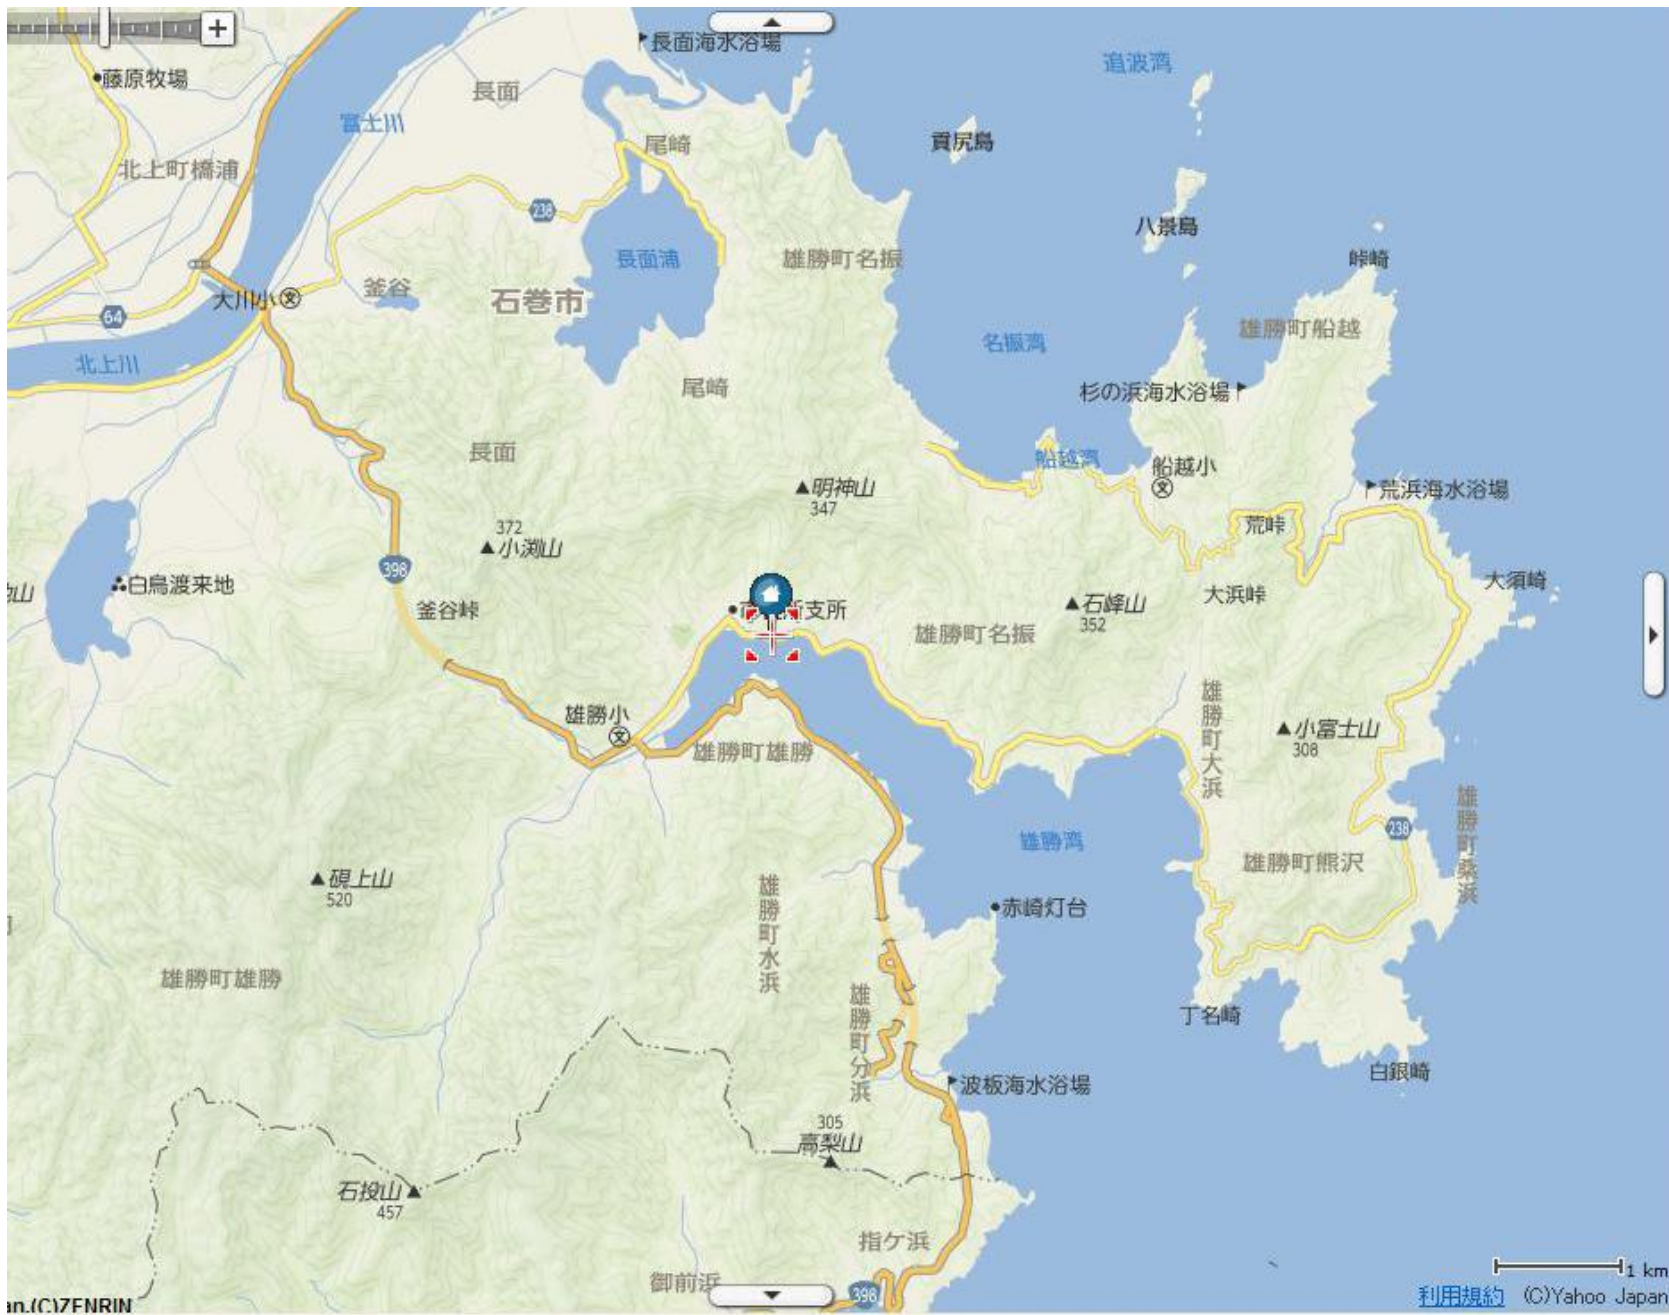 +
長面海水浴場
追波湾
藤原牧場
長面
富士川
貢尻島
尾崎
北上町橋浦
238
八景島
長面浦
雄勝町名振
峠崎
釜谷
石巻市
大川小
64
雄勝町船越
名振湾
北上川
尾崎
杉の浜海水浴場
長面
船越湾
船越小
明神山
347
荒浜海水浴場
372
小渕山
荒峠
398
白鳥渡来地
大須崎
大浜峠
釜谷峠
所支所
石峰山
352
雄勝町名振
雄勝小
雄勝町大浜
小富士山
308
雄勝町雄勝
雄勝町桑浜
238
雄勝湾
雄勝町熊沢
硯上山
520
雄勝町水浜
赤崎灯台
雄勝町雄勝
雄勝町分浜
丁名崎
白銀崎
波板海水浴場
305
高梨山
石投山
457
指ケ浜
御前浜
398
1 km
利用規約 (C)Yahoo Japan
an,(C)ZENRIN